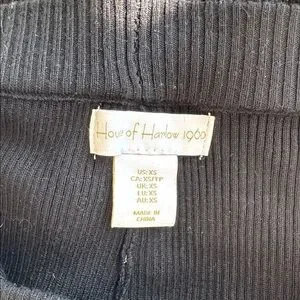 House of Harlow 1960
US: XS
CA: XS/TP
UK: XS
EU: XS
AU: XS
MADE IN
CHINA